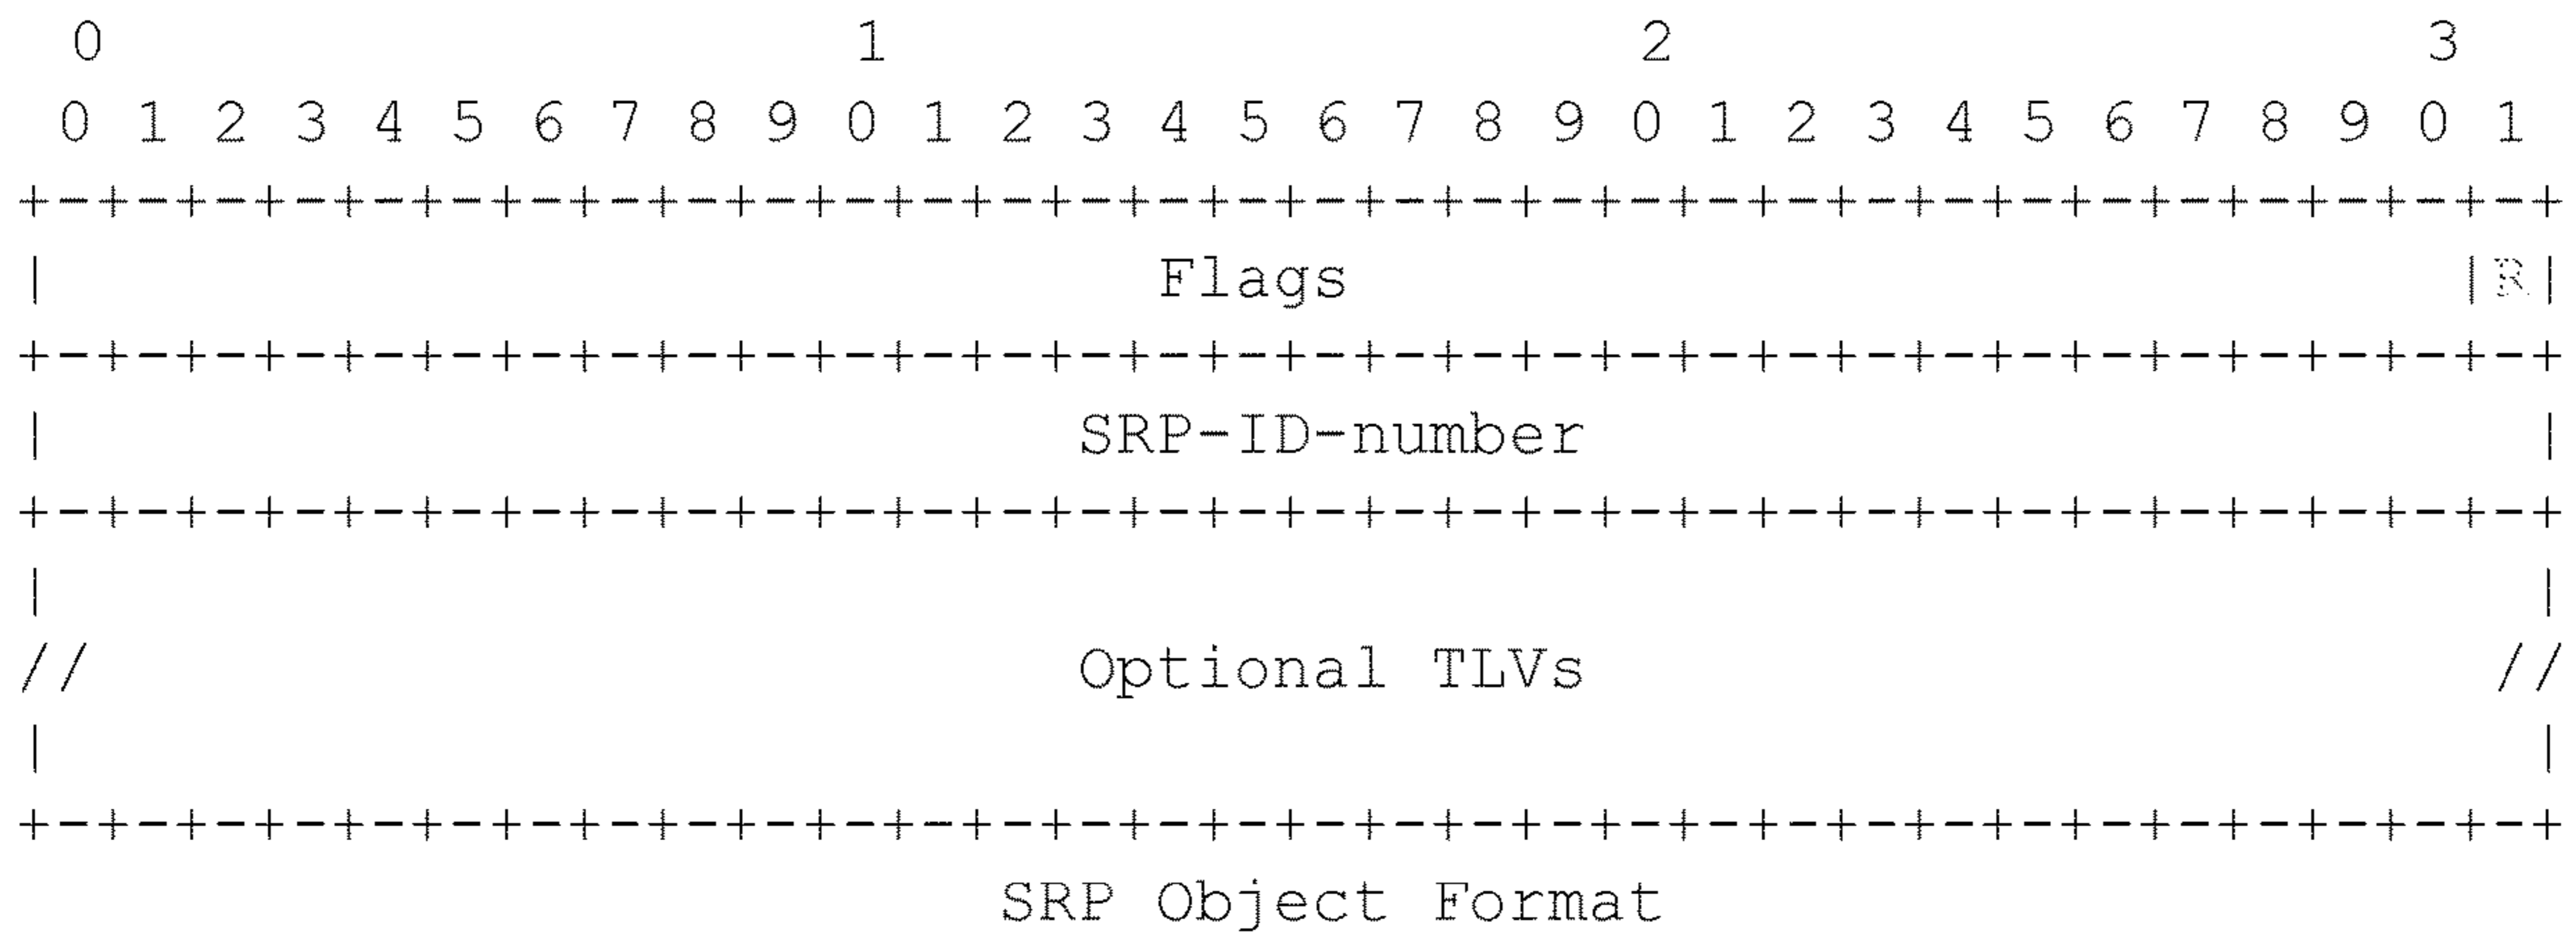 0                   1                   2                   3
 0 1 2 3 4 5 6 7 8 9 0 1 2 3 4 5 6 7 8 9 0 1 2 3 4 5 6 7 8 9 0 1
+-+-+-+-+-+-+-+-+-+-+-+-+-+-+-+-+-+-+-+-+-+-+-+-+-+-+-+-+-+-+-+-+
|                            Flags                            |R|
+-+-+-+-+-+-+-+-+-+-+-+-+-+-+-+-+-+-+-+-+-+-+-+-+-+-+-+-+-+-+-+-+
|                          SRP-ID-number                        |
+-+-+-+-+-+-+-+-+-+-+-+-+-+-+-+-+-+-+-+-+-+-+-+-+-+-+-+-+-+-+-+-+
|                                                               |
//                         Optional TLVs                       //
|                                                               |
+-+-+-+-+-+-+-+-+-+-+-+-+-+-+-+-+-+-+-+-+-+-+-+-+-+-+-+-+-+-+-+-+
                         SRP Object Format